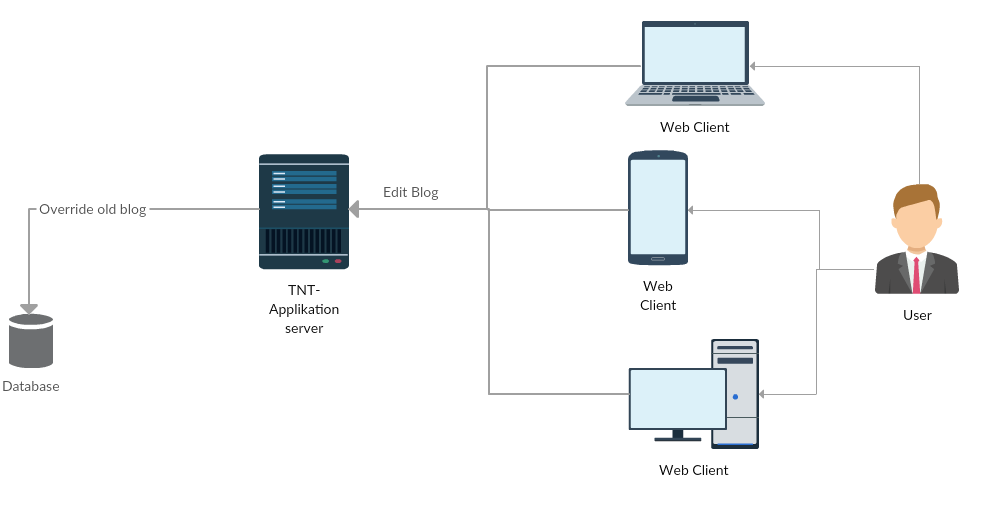 Web Client
Edit Blog
Override old blog
TNT-
Applikation
server
Web
Client
User
Database
Web Client